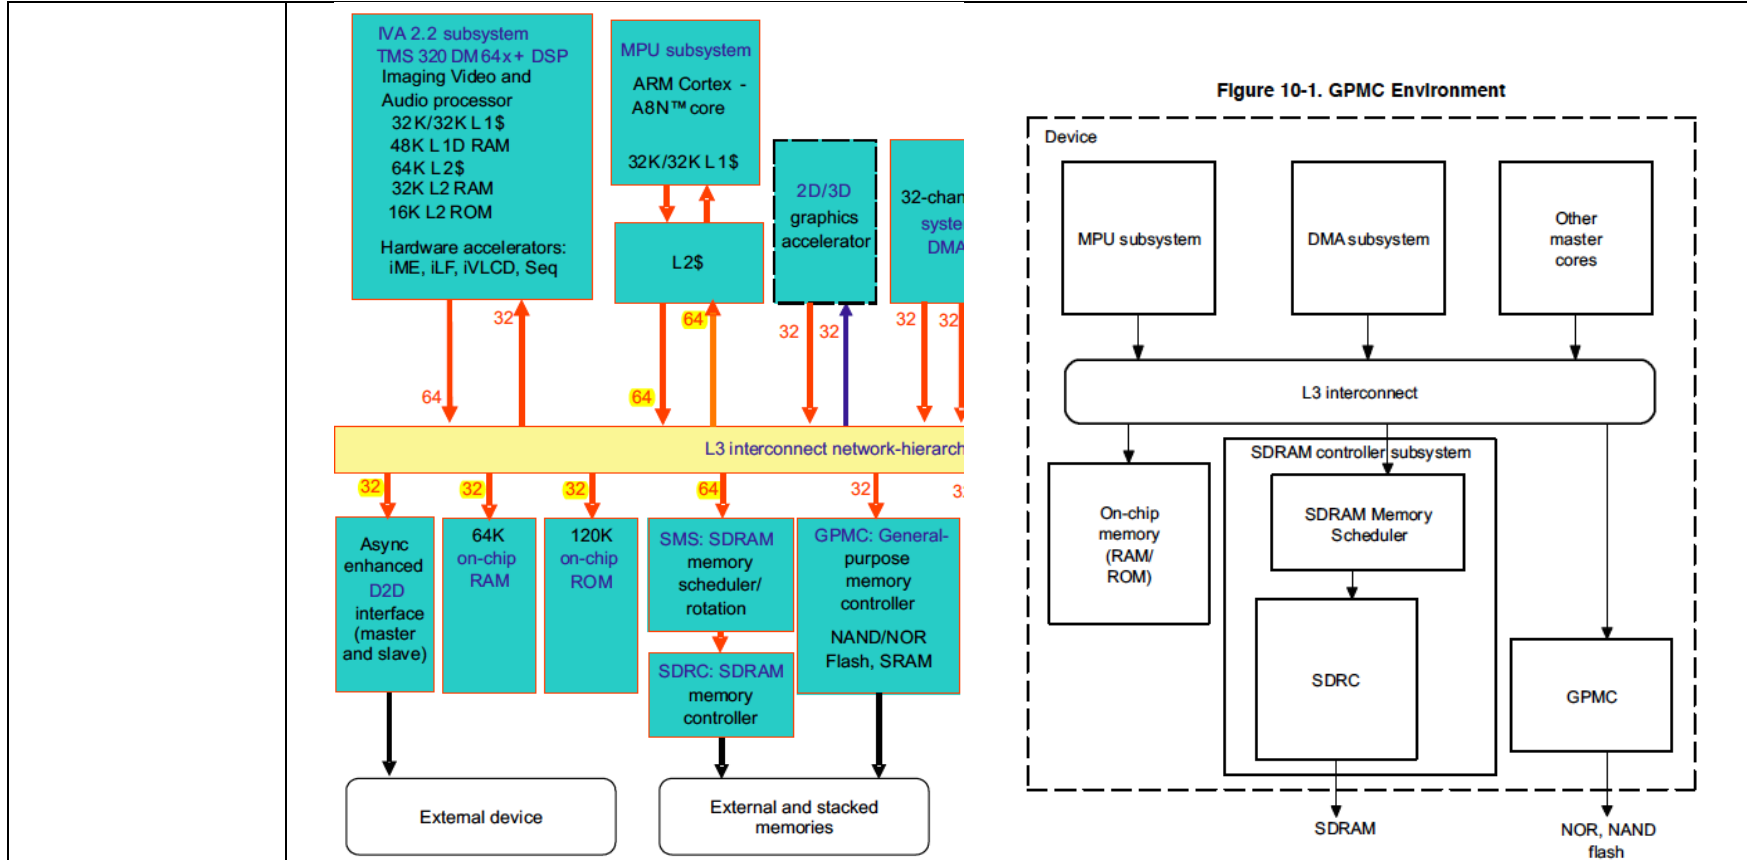 IVA 2.2 subsystem
TMS 320 DM 64x + DSP
Imaging Video and
Audio processor
32K/32K L 1$
48K L 1D RAM
64K L 2$
32K L2 RAM
16K L2 ROM
Hardware accelerators:
iME, iLF, iVLCD, Seq
MPU subsystem
ARM Cortex -
A8N™ core
32K/32K L 1$
L2$
2D/3D
graphics
accelerator
32-chan
syste
DMA
64
32
64
64
32
32
32
32
L3 interconnect network-hierarch
32
32
32
64
32
Async
enhanced
D2D
interface
(master
and slave)
64K
on-chip
RAM
120K
on-chip
ROM
SMS: SDRAM
memory
scheduler/
rotation
SDRC: SDRAM
memory
controller
GPMC: General-
purpose
memory
controller
NAND/NOR
Flash, SRAM
External device
External and stacked
memories
Figure 10-1. GPMC Environment
Device
MPU subsystem
DMA subsystem
Other
master
cores
L3 interconnect
On-chip
memory
(RAM/
ROM)
SDRAM controller subsystem
SDRAM Memory
Scheduler
SDRC
GPMC
SDRAM
NOR, NAND
flash